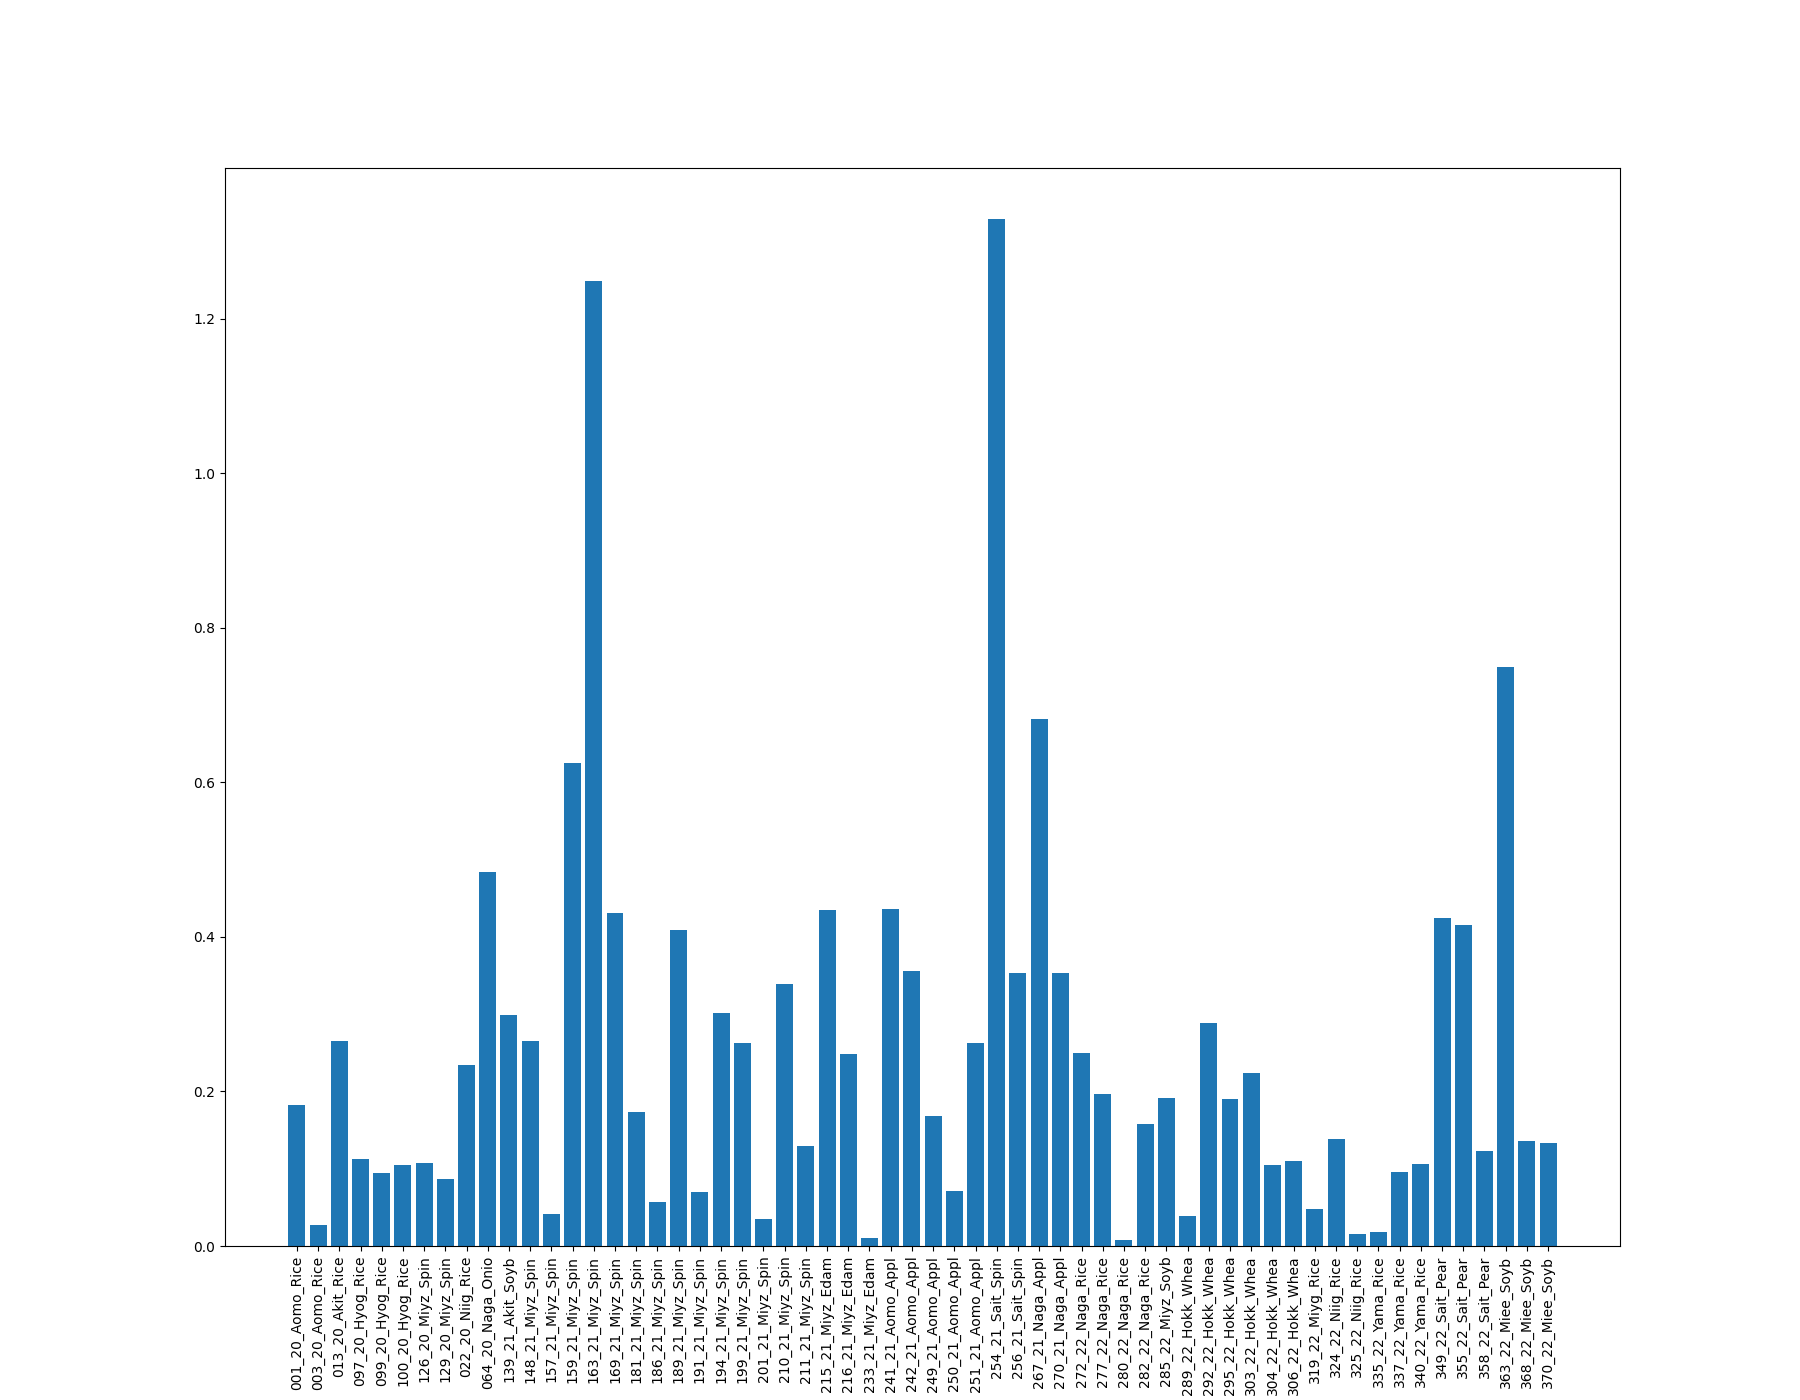 1.2
1.0
0.8
0.6
0.4
0.2
0.0
001_20_Aomo_Rice
003_20_Aomo_Rice
013_20_Akit_Rice
097_20_Hyog_Rice
099_20_Hyog_Rice
100_20_Hyog_Rice
126_20_Miyz_Spin
129_20_Miyz_Spin
022_20_Niig_Rice
064_20_Naga_Onio
139_21_Akit_Soyb
148_21_Miyz_Spin
157_21_Miyz_Spin
159_21_Miyz_Spin
163_21_Miyz_Spin
169_21_Miyz_Spin
181_21_Miyz_Spin
186_21_Miyz_Spin
189_21_Miyz_Spin
191_21_Miyz_Spin
194_21_Miyz_Spin
199_21_Miyz_Spin
201_21_Miyz_Spin
210_21_Miyz_Spin
211_21_Miyz_Spin
215_21_Miyz_Edam
216_21_Miyz_Edam
233_21_Miyz_Edam
241_21_Aomo_Appl
242_21_Aomo_Appl
249_21_Aomo_Appl
250_21_Aomo_Appl
251_21_Aomo_Appl
254_21_Sait_Spin
256_21_Sait_Spin
267_21_Naga_Appl
270_21_Naga_Appl
272_22_Naga_Rice
277_22_Naga_Rice
280_22_Naga_Rice
282_22_Naga_Rice
285_22_Miyz_Soyb
289_22_Hokk_Whea
292_22_Hokk_Whea
295_22_Hokk_Whea
303_22_Hokk_Whea
304_22_Hokk_Whea
306_22_Hokk_Whea
319_22_Miyg_Rice
324_22_Niig_Rice
325_22_Niig_Rice
335_22_Yama_Rice
337_22_Yama_Rice
340_22_Yama_Rice
349_22_Sait_Pear
355_22_Sait_Pear
358_22_Sait_Pear
363_22_Miee_Soyb
368_22_Miee_Soyb
370_22_Miee_Soyb